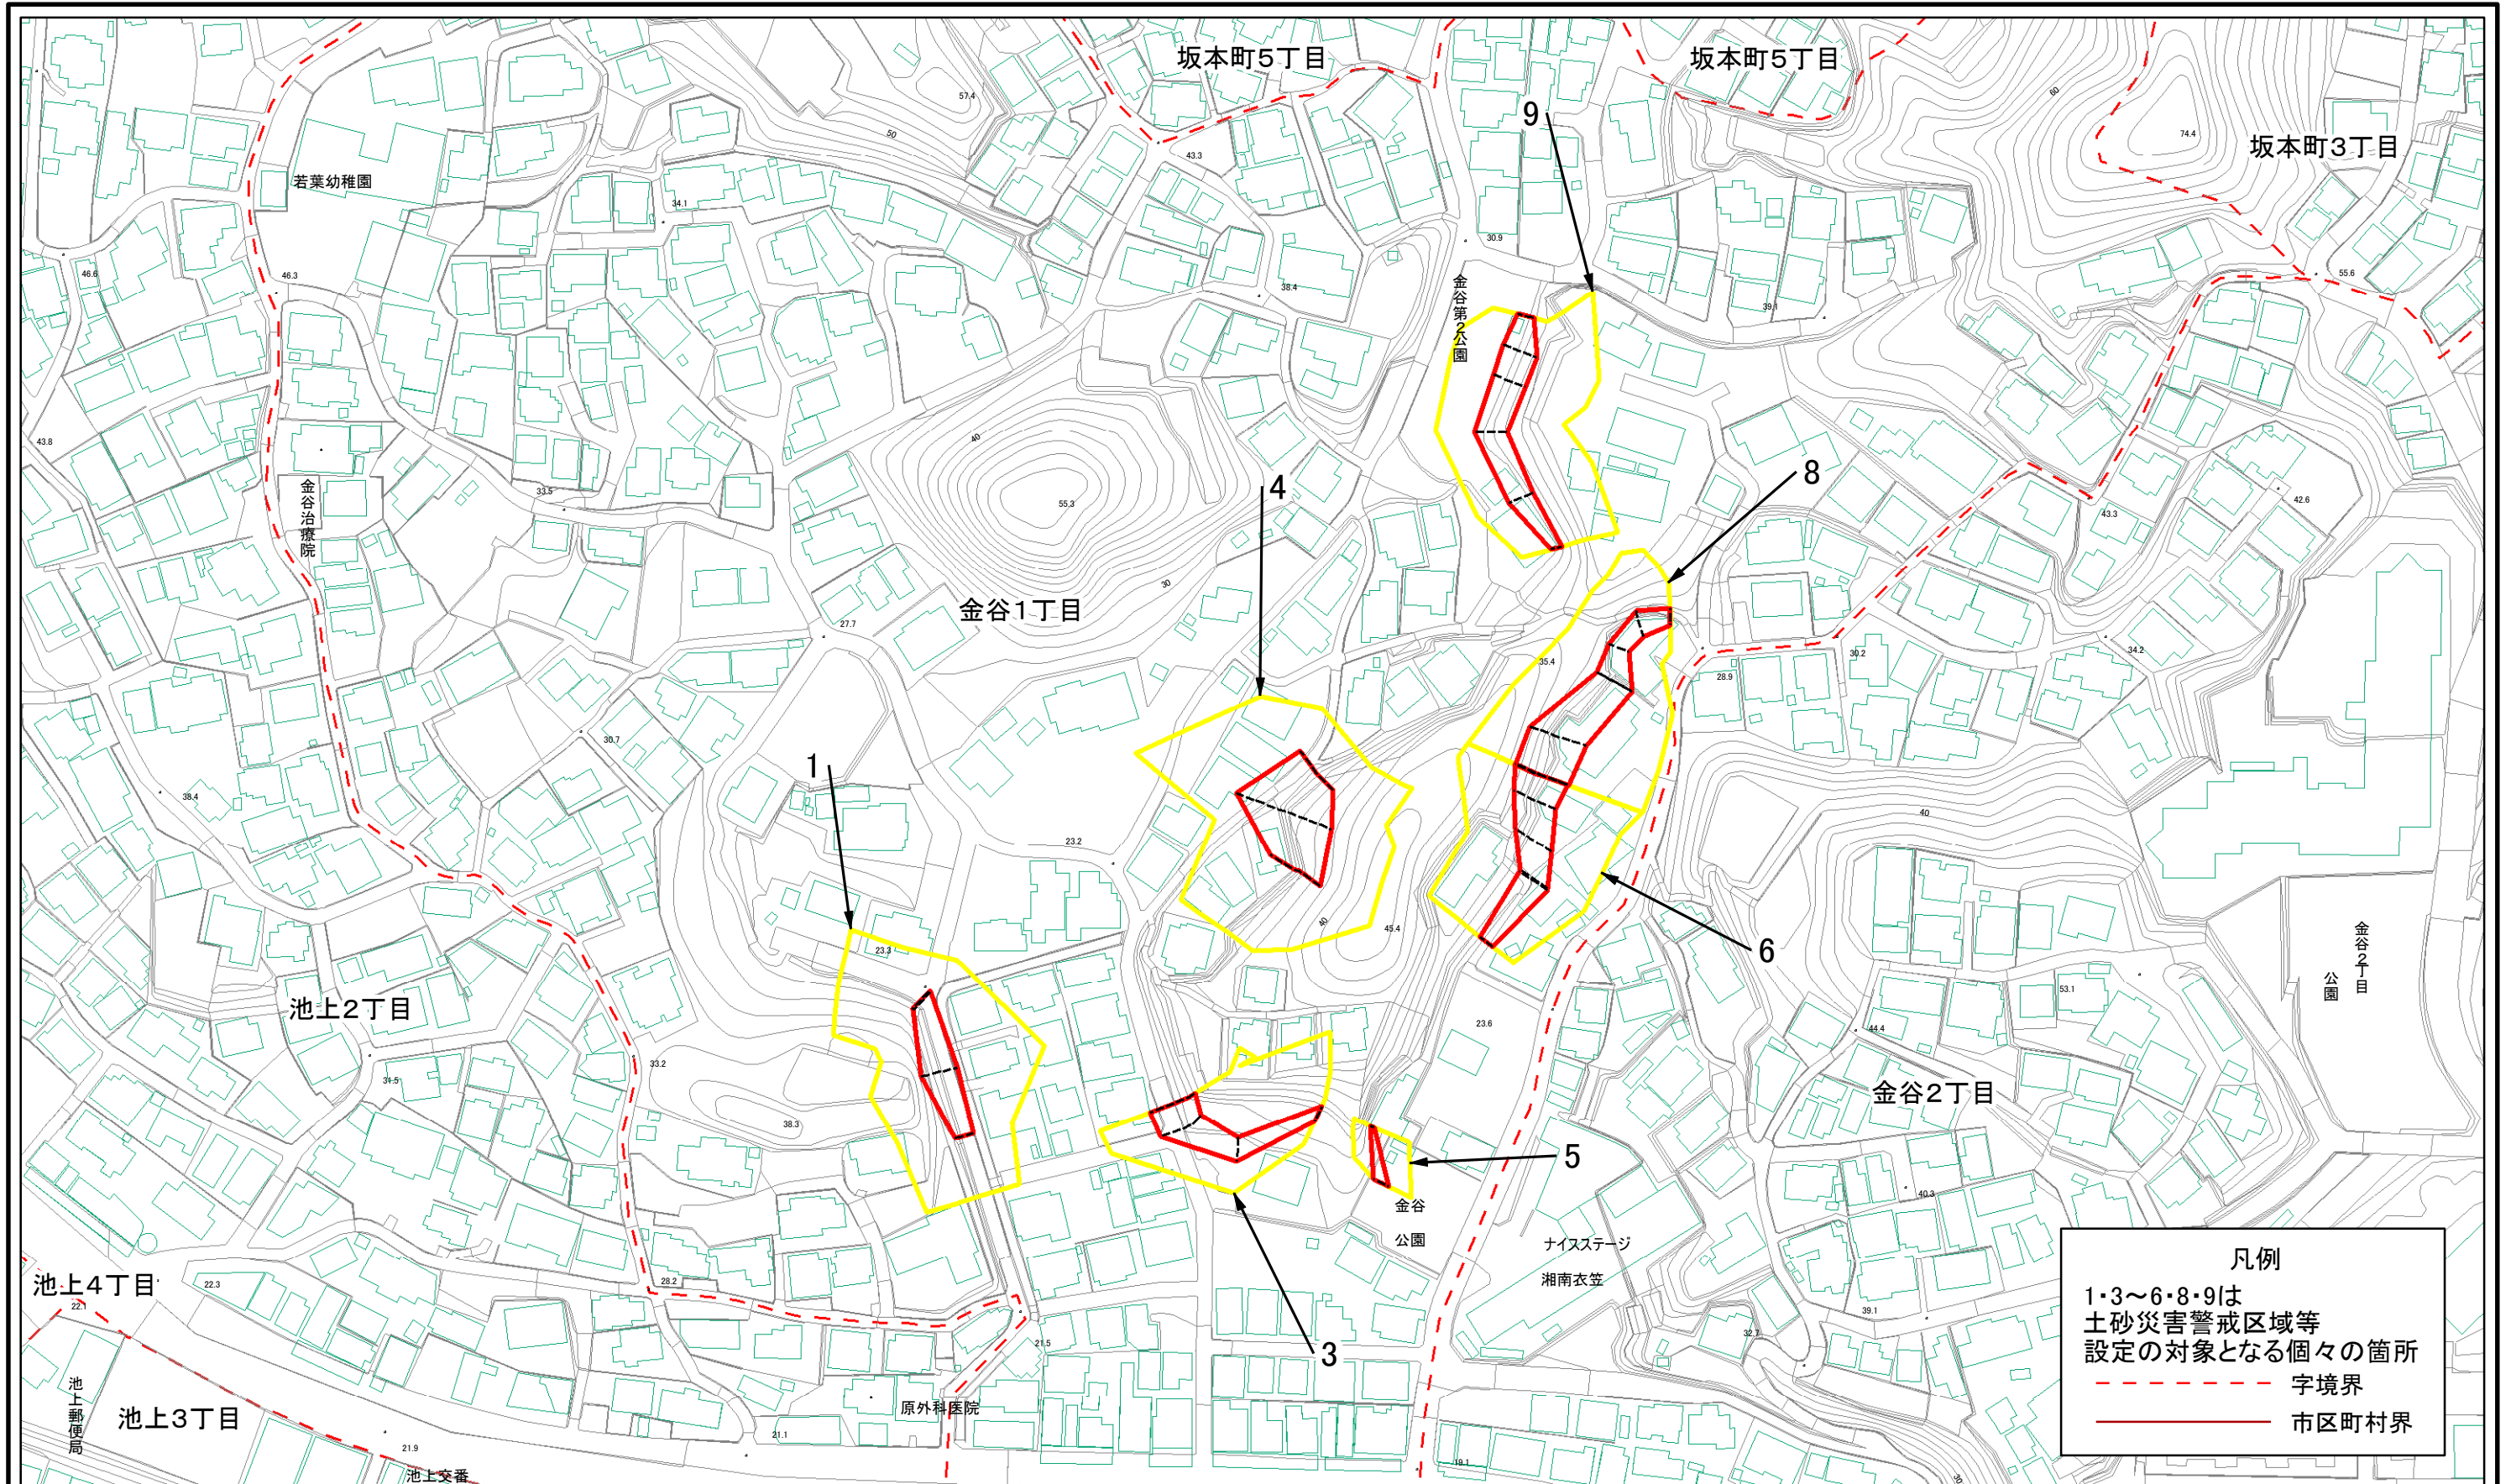 坂本町5丁目
坂本町5丁目
57.4
60
9
50
74.4
坂本町3丁目
43.3
若葉幼稚園
34.1
30.9
46.6
46.3
55.6
38.4
39.1
金谷第2公園
40
43.8
8
4
33.5
55.3
42.6
43.3
金谷治療院
30
金谷1丁目
27.7
34.2
30.2
35.4
28.9
30.7
1
38.4
40
23.2
45.4
40
23.3
6
金谷2丁目
公園
53.1
池上2丁目
23.6
44.4
33.2
31.5
金谷2丁目
38.3
5
40.3
金谷
公園
ナイスステージ
湘南衣笠
凡例
1・3～6・8・9は
土砂災害警戒区域等
設定の対象となる個々の箇所
字境界
市区町村界
池上4丁目
22.3
28.2
22.1
39.1
32.7
21.5
3
池上郵便局
池上3丁目
原外科医院
21.1
21.9
19.1
池上交番
30